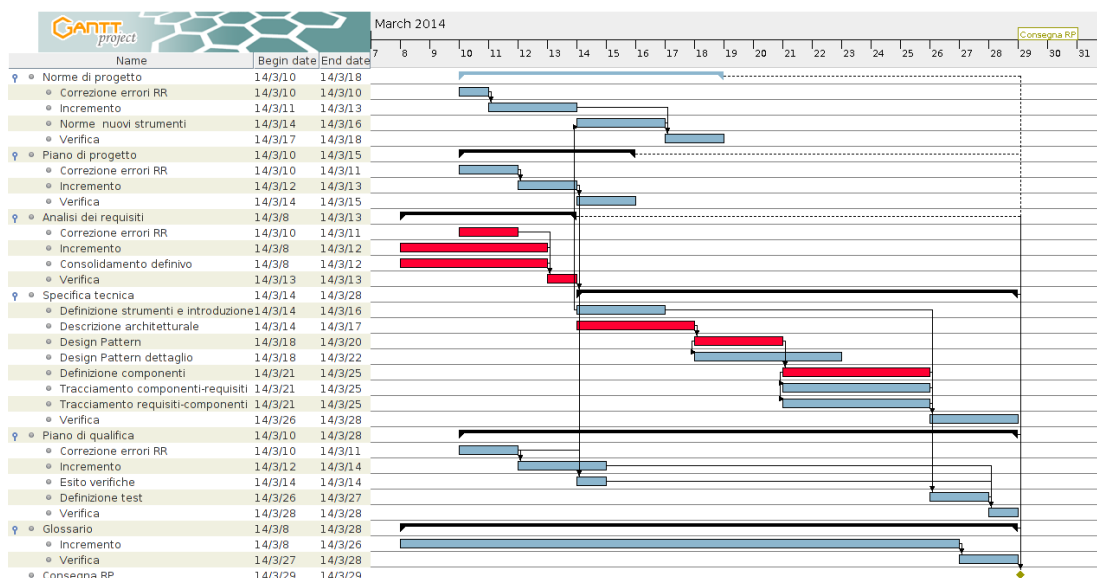 GANTT
project
March 2014
Consegna RP
7 8 9 10 11 12 13 14 15 16 17 18 19 20 21 22 23 24 25 26 27 28 29 30 31
Name Begin date End date
Norme di progetto 14/3/10 14/3/18
Correzione errori RR 14/3/10 14/3/10
Incremento 14/3/11 14/3/13
Norme nuovi strumenti 14/3/14 14/3/16
Verifica 14/3/17 14/3/18
Piano di progetto 14/3/10 14/3/15
Correzione errori RR 14/3/10 14/3/11
Incremento 14/3/12 14/3/13
Verifica 14/3/14 14/3/15
Analisi dei requisiti 14/3/8 14/3/13
Correzione errori RR 14/3/10 14/3/11
Incremento 14/3/8 14/3/12
Consolidamento definivo 14/3/8 14/3/12
Verifica 14/3/13 14/3/13
Specifica tecnica 14/3/14 14/3/28
Definizione strumenti e introduzione 14/3/14 14/3/16
Descrizione architetturale 14/3/14 14/3/17
Design Pattern 14/3/18 14/3/20
Design Pattern dettaglio 14/3/18 14/3/22
Definizione componenti 14/3/21 14/3/25
Tracciamento componenti-requisiti 14/3/21 14/3/25
Tracciamento requisiti-componenti 14/3/21 14/3/25
Verifica 14/3/26 14/3/28
Piano di qualifica 14/3/10 14/3/28
Correzione errori RR 14/3/10 14/3/11
Incremento 14/3/12 14/3/14
Esito verifiche 14/3/14 14/3/14
Definizione test 14/3/26 14/3/27
Verifica 14/3/28 14/3/28
Glossario 14/3/8 14/3/28
Incremento 14/3/8 14/3/26
Verifica 14/3/27 14/3/28
Consegna RP 14/3/29 14/3/29